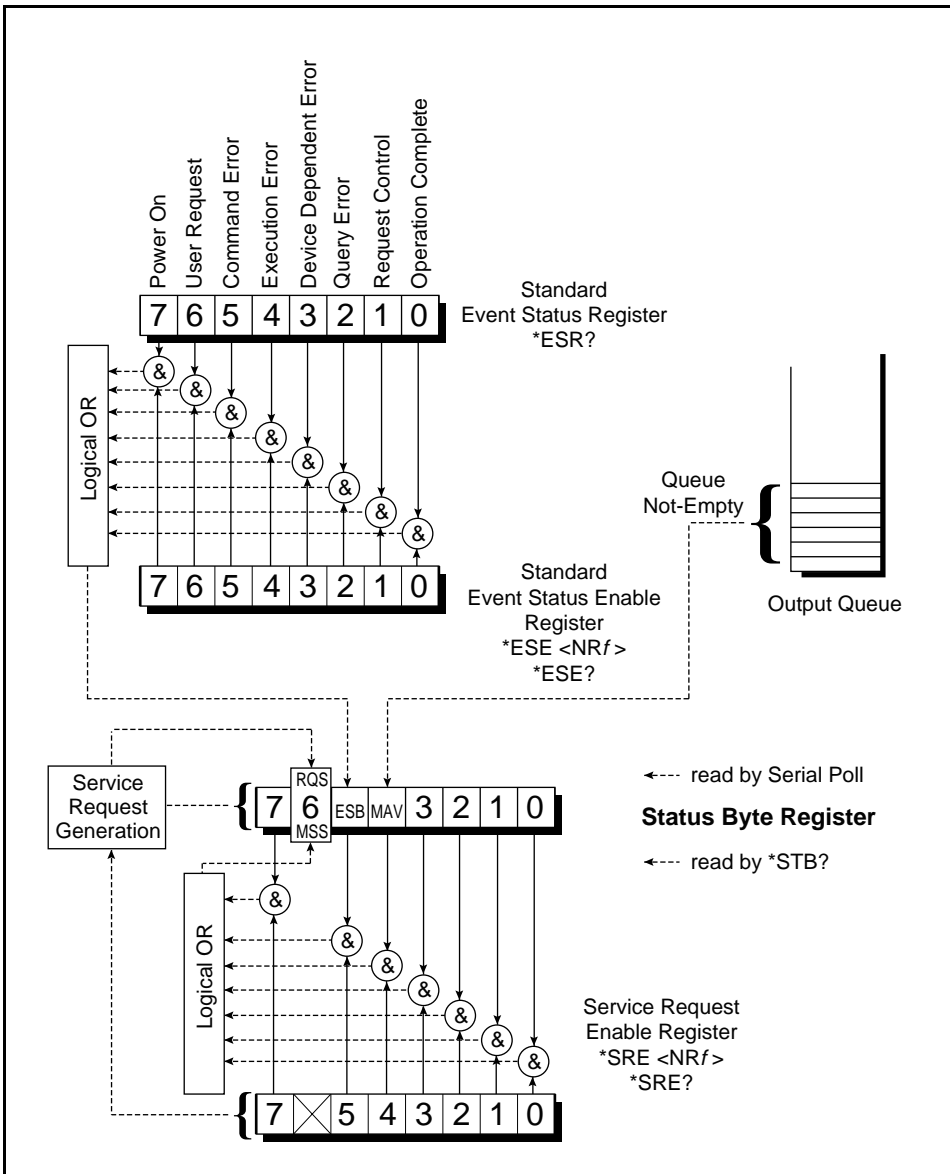 Power On
User Request
Command Error
Execution Error
Device Dependent Error
Query Error
Request Control
Operation Complete
7 6 5 4 3 2 1 0
Standard
Event Status Register
*ESR?
& & & & & & & &
Logical OR
Queue
Not-Empty
{
Output Queue
7 6 5 4 3 2 1 0
Standard
Event Status Enable
Register
*ESE <NRf>
*ESE?
Service
Request
Generation
{
RQS
7 6 ESB MAV 3 2 1 0
MSS
read by Serial Poll
Status Byte Register
read by *STB?
& & & & & & &
Logical OR
Service Request
Enable Register
*SRE <NRf>
*SRE?
{
7 5 4 3 2 1 0